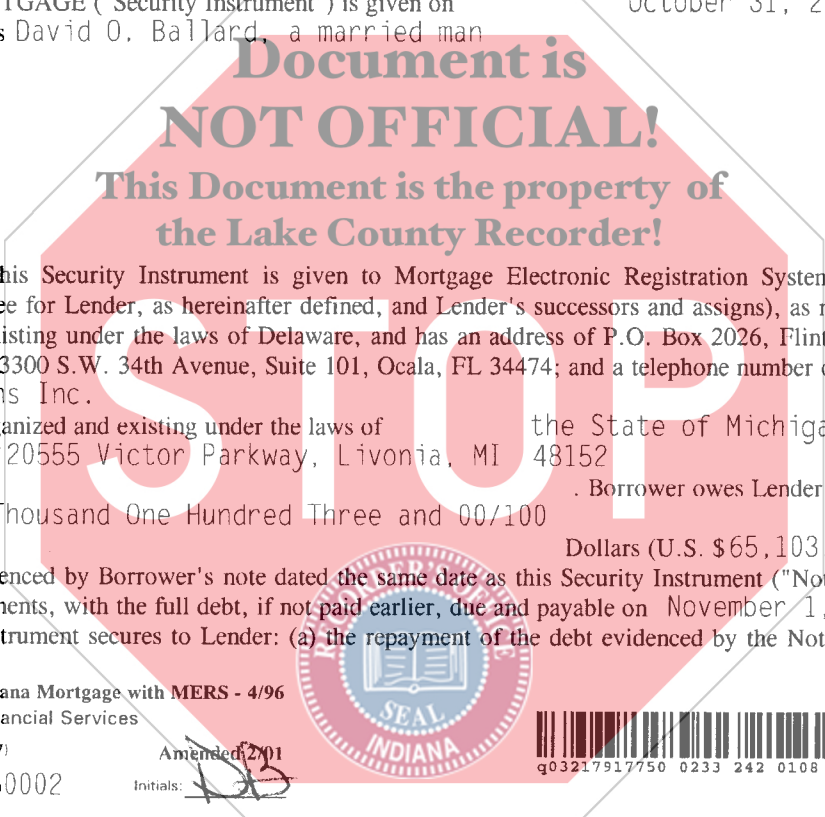 TGAGE ("Security Instrument") is given on October 31, 2
s David O. Ballard, a married man
Document is
NOT OFFICIAL!
This Document is the property of
the Lake County Recorder!
his Security Instrument is given to Mortgage Electronic Registration System
ee for Lender, as hereinafter defined, and Lender's successors and assigns), as
isting under the laws of Delaware, and has an address of P.O. Box 2026, Flint
3300 S.W. 34th Avenue, Suite 101, Ocala, FL 34474; and a telephone number
ns Inc.
anized and existing under the laws of the State of Michiga
20555 Victor Parkway, Livonia, MI 48152
STOP
. Borrower owes Lender
Thousand One Hundred Three and 00/100
Dollars (U.S. $65,103
enced by Borrower's note dated the same date as this Security Instrument ("No
ments, with the full debt, if not paid earlier, due and payable on November 1,
trument secures to Lender: (a) the repayment of the debt evidenced by the Not
RECORDER'S OFFICE
SEAL
INDIANA
ana Mortgage with MERS - 4/96
ancial Services
Amended 2/01
0002 Initials: DB
q03217917750 0233 242 0108